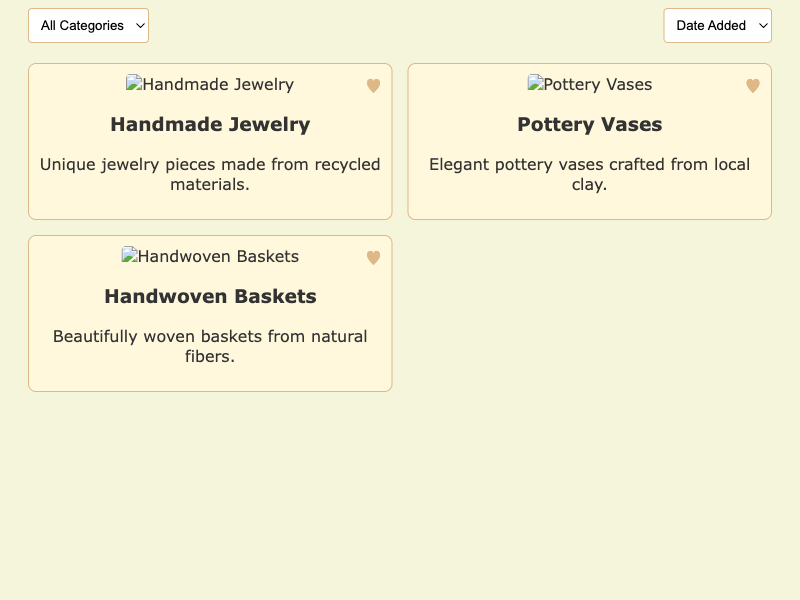 All Categories
Date Added
Handmade Jewelry
Handmade Jewelry
Unique jewelry pieces made from recycled
materials.
Pottery Vases
Pottery Vases
Elegant pottery vases crafted from local
clay.
Handwoven Baskets
Handwoven Baskets
Beautifully woven baskets from natural
fibers.